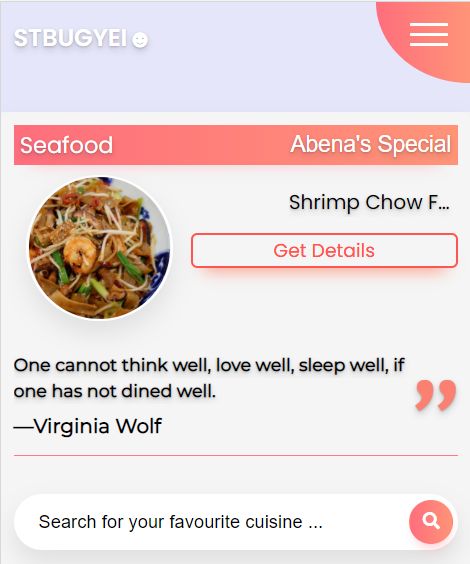 STBUGYEI☻
Seafood
Abena's Special
Shrimp Chow F...
Get Details
One cannot think well, love well, sleep well, if
one has not dined well.
”
—Virginia Wolf
Search for your favourite cuisine ...